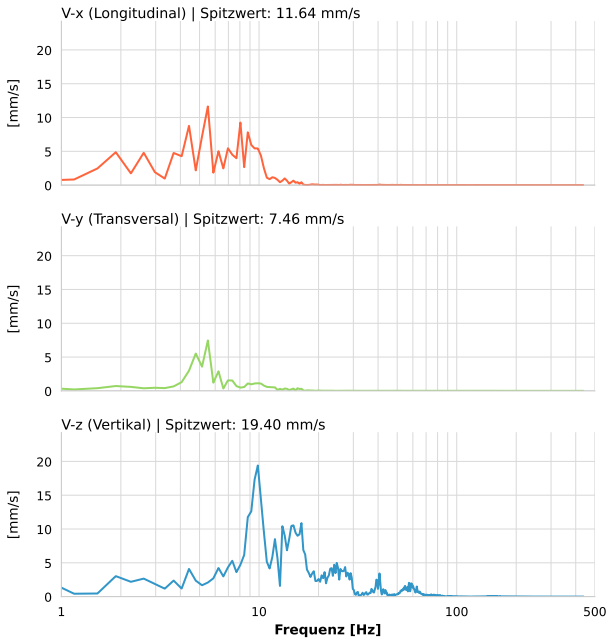 V-x (Longitudinal) | Spitzwert: 11.64 mm/s
20
15
10
5
0
[mm/s]
V-y (Transversal) | Spitzwert: 7.46 mm/s
20
15
10
5
0
[mm/s]
V-z (Vertikal) | Spitzwert: 19.40 mm/s
20
15
10
5
0
[mm/s]
1 10 100 500
Frequenz [Hz]